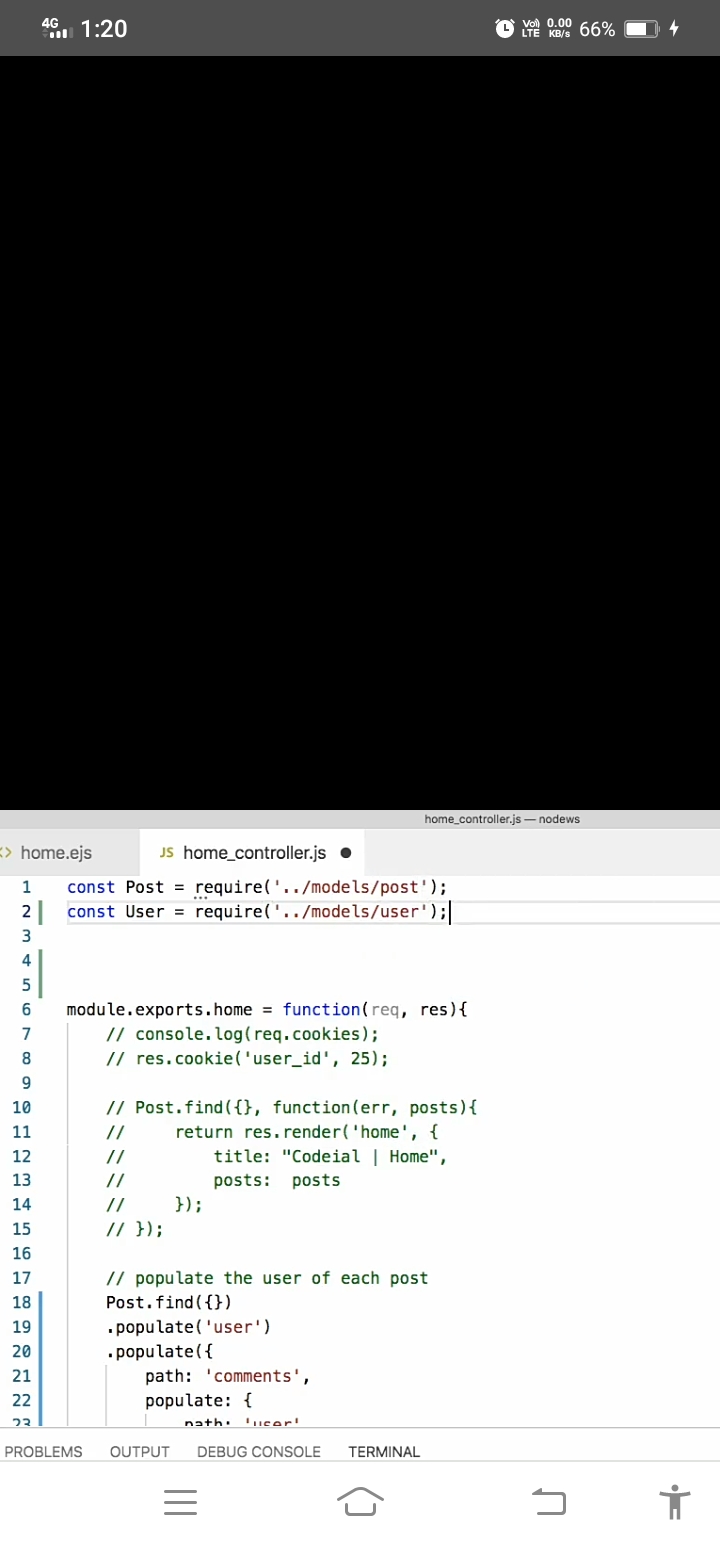 4G 1:20 Vo) LTE 0.00 KB/s 66%
home_controller.js — nodews
home.ejs JS home_controller.js
1 const Post = require('../models/post');
2 const User = require('../models/user');
3
4
5
6 module.exports.home = function(req, res){
7 // console.log(req.cookies);
8 // res.cookie('user_id', 25);
9
10 // Post.find({}, function(err, posts){
11 //     return res.render('home', {
12 //         title: "Codeial | Home",
13 //         posts:  posts
14 //     });
15 // });
16
17 // populate the user of each post
18 Post.find({})
19 .populate('user')
20 .populate({
21 path: 'comments',
22 populate: {
23 path: 'user'
PROBLEMS OUTPUT DEBUG CONSOLE TERMINAL